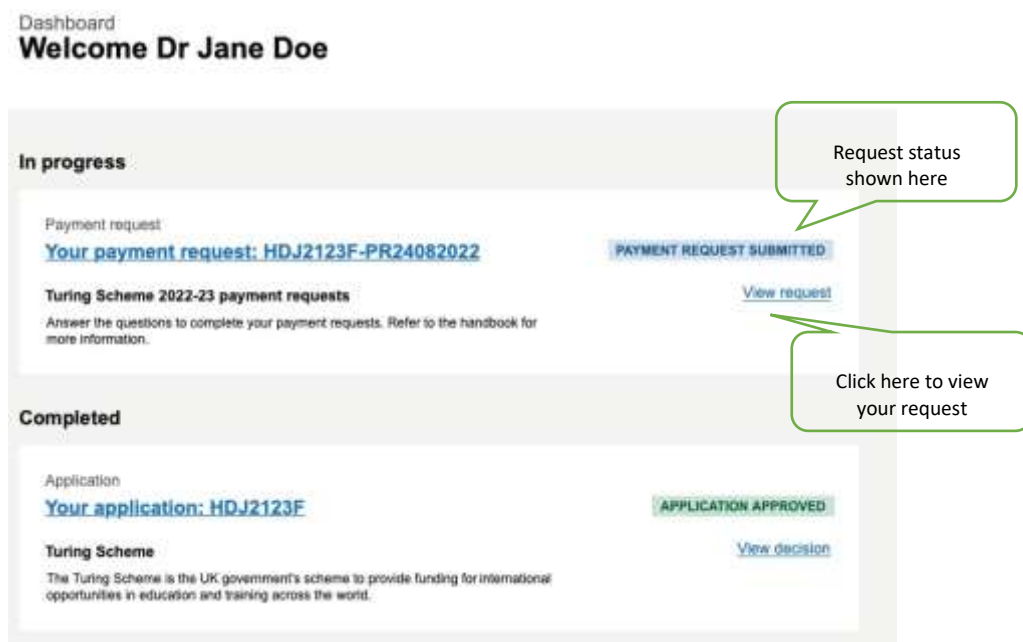 Dashboard
Welcome Dr Jane Doe
In progress
Request status
shown here
Payment request
Your payment request: HDJ2123F-PR24082022
PAYMENT REQUEST SUBMITTED
Turing Scheme 2022-23 payment requests
View request
Answer the questions to complete your payment requests. Refer to the handbook for
more information.
Click here to view
your request
Completed
Application
Your application: HDJ2123F
APPLICATION APPROVED
Turing Scheme
View decision
The Turing Scheme is the UK government's scheme to provide funding for international
opportunities in education and training across the world.